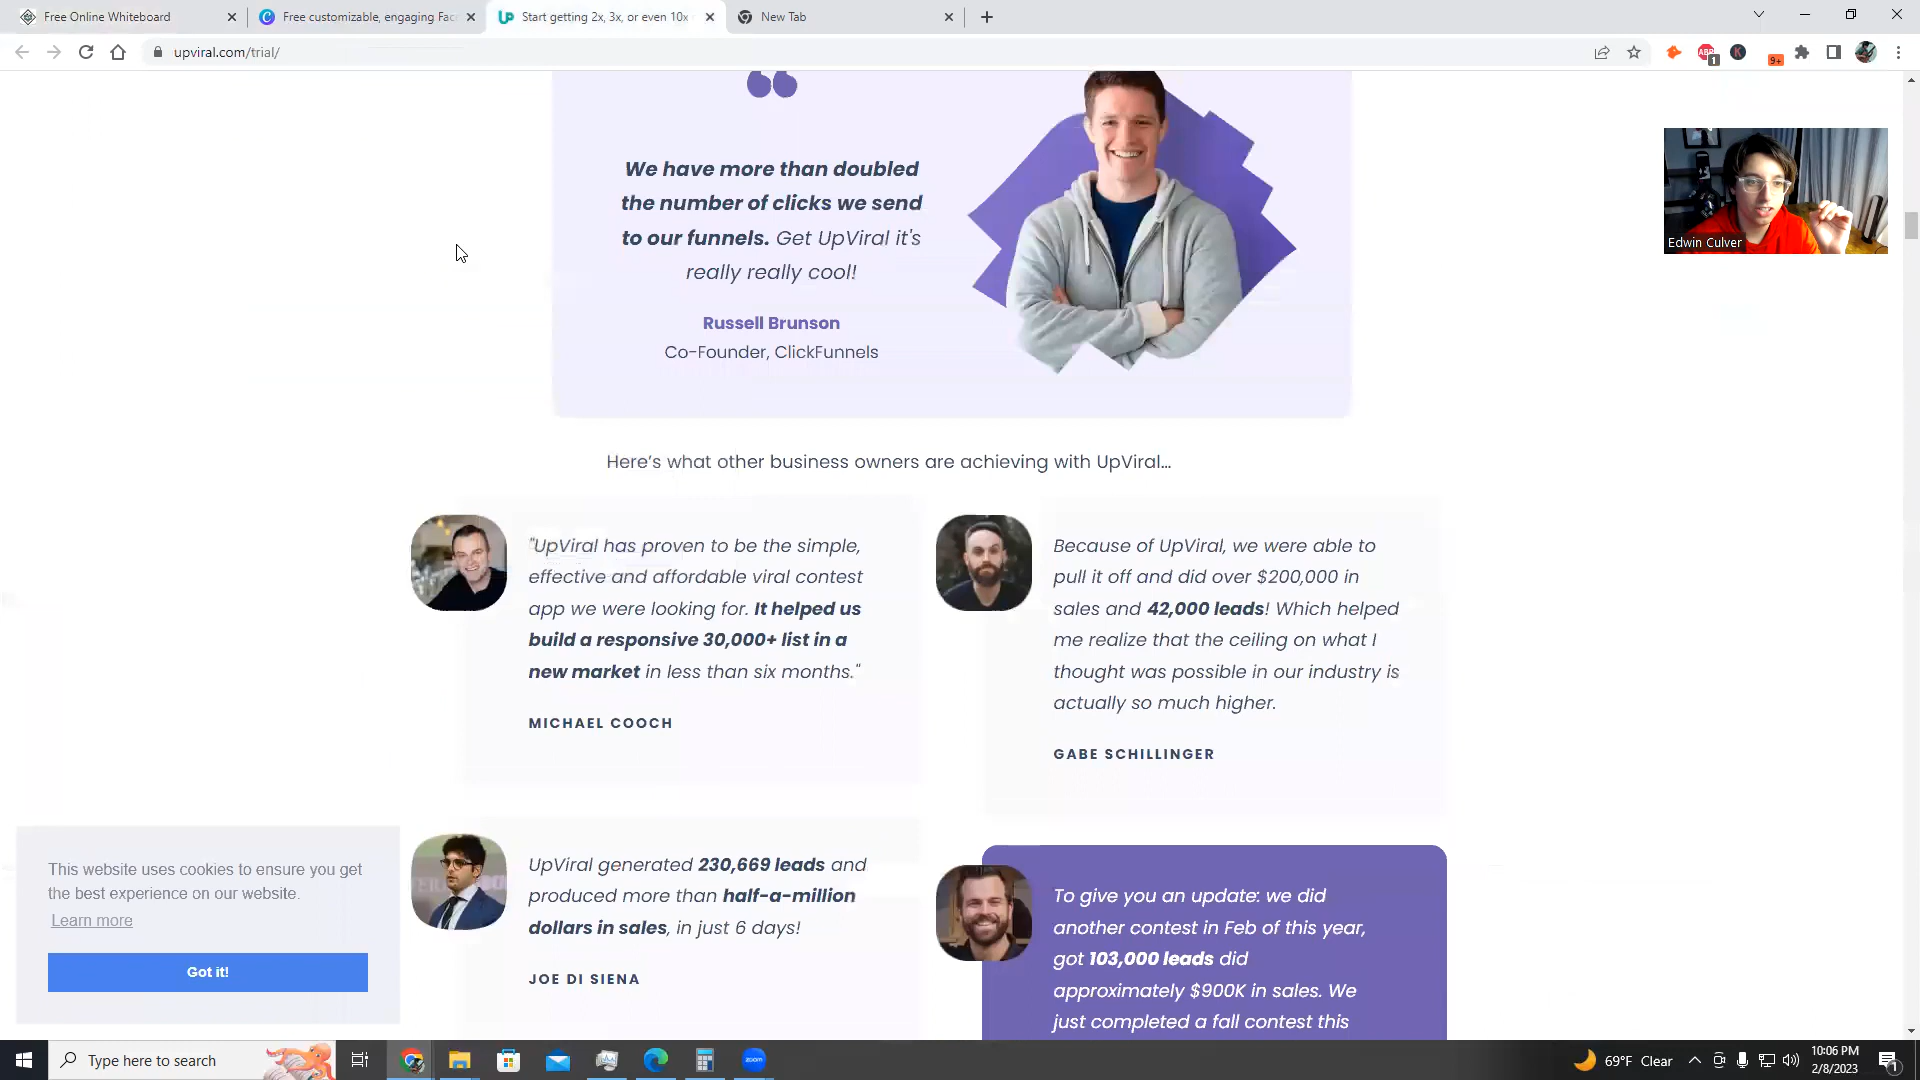 Free Online Whiteboard
Free customizable, engaging Fac
UP
Start getting 2x, 3x, or even 10x
New Tab
upviral.com/trial/
ABP
1
K
9+
We have more than doubled
the number of clicks we send
to our funnels. Get UpViral it's
really really cool!
Russell Brunson
Co-Founder, ClickFunnels
Edwin Culver
Here's what other business owners are achieving with UpViral...
"UpViral has proven to be the simple,
effective and affordable viral contest
app we were looking for. It helped us
build a responsive 30,000+ list in a
new market in less than six months."
MICHAEL COOCH
Because of UpViral, we were able to
pull it off and did over $200,000 in
sales and 42,000 leads! Which helped
me realize that the ceiling on what I
thought was possible in our industry is
actually so much higher.
GABE SCHILLINGER
UpViral generated 230,669 leads and
produced more than half-a-million
dollars in sales, in just 6 days!
JOE DI SIENA
To give you an update: we did
another contest in Feb of this year,
got 103,000 leads did
approximately $900K in sales. We
just completed a fall contest this
This website uses cookies to ensure you get
the best experience on our website.
Learn more
Got it!
Type here to search
zoom
69°F Clear
10:06 PM
2/8/2023
1